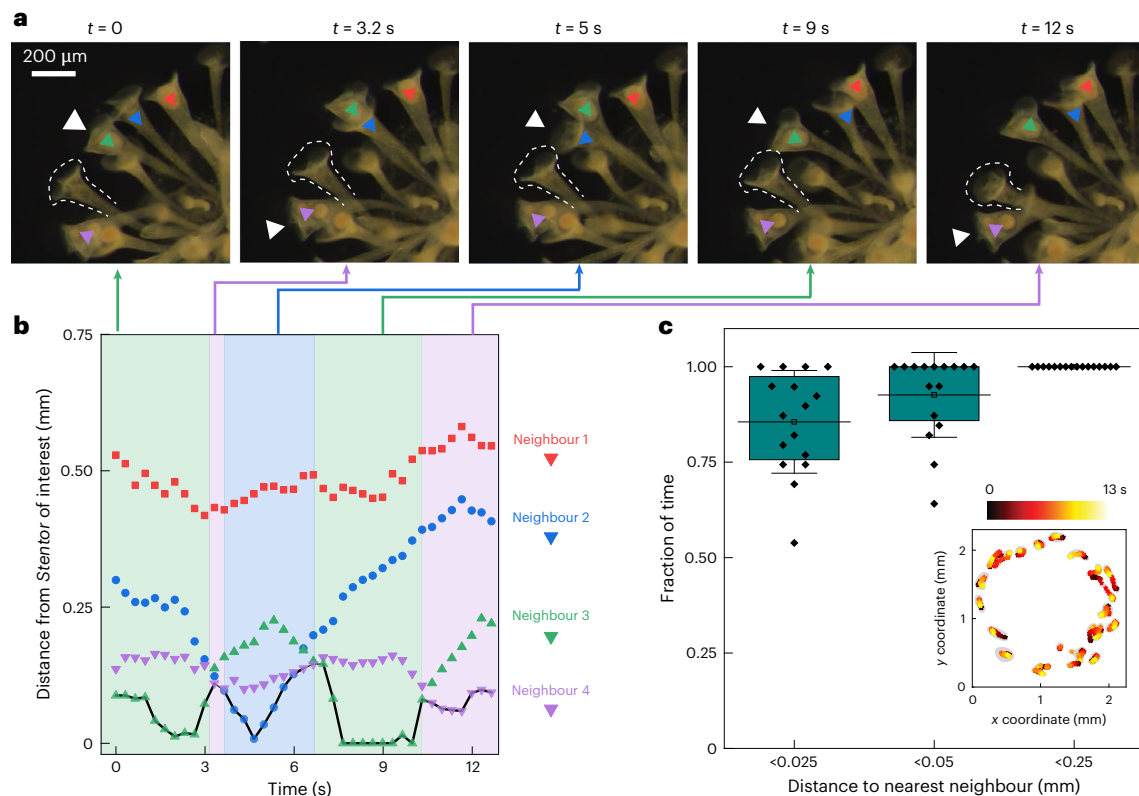 a
t = 0
t = 3.2 s
t = 5 s
t = 9 s
t = 12 s
200 µm
b
0.75
0.50
0.25
0
0
3
6
9
12
Distance from Stentor of interest (mm)
Time (s)
Neighbour 1
Neighbour 2
Neighbour 3
Neighbour 4
c
1.00
0.75
0.50
0.25
0
Fraction of time
<0.025
<0.05
<0.25
Distance to nearest neighbour (mm)
0
13 s
2
1
0
y coordinate (mm)
0
1
2
x coordinate (mm)